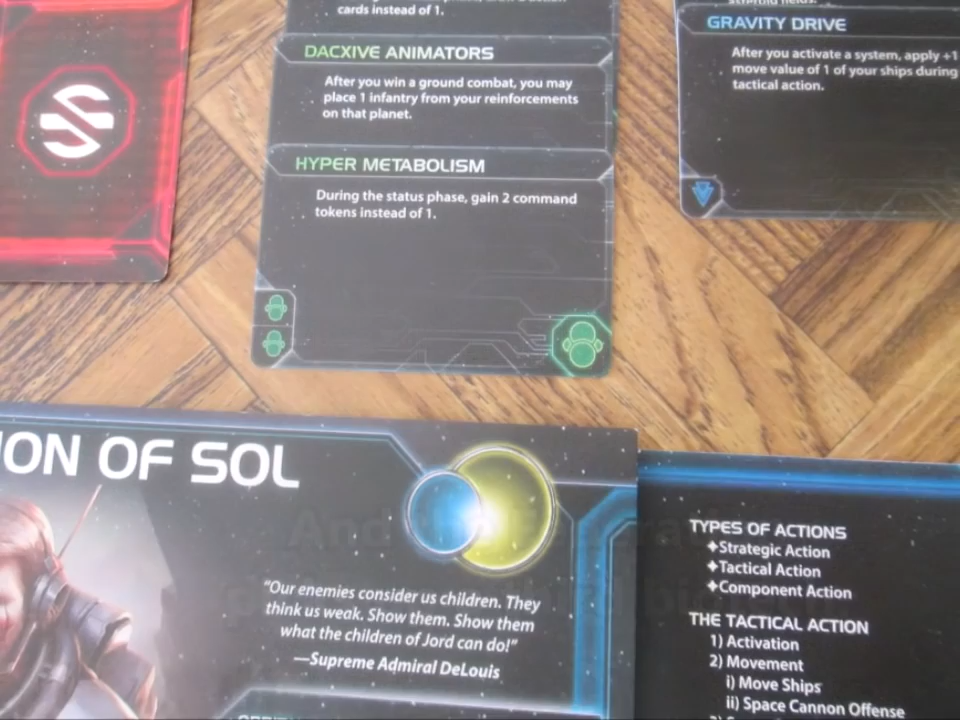 cards instead of 1.
DACXIVE ANIMATORS
After you win a ground combat, you may
place 1 infantry from your reinforcements
on that planet.
HYPER METABOLISM
During the status phase, gain 2 command
tokens instead of 1.
GRAVITY DRIVE
After you activate a system, apply +1
move value of 1 of your ships during
tactical action.
ION OF SOL
"Our enemies consider us children. They
think us weak. Show them. Show them
what the children of Jord can do!"
—Supreme Admiral DeLouis
TYPES OF ACTIONS
✦Strategic Action
✦Tactical Action
✦Component Action
THE TACTICAL ACTION
1) Activation
2) Movement
i) Move Ships
ii) Space Cannon Offense